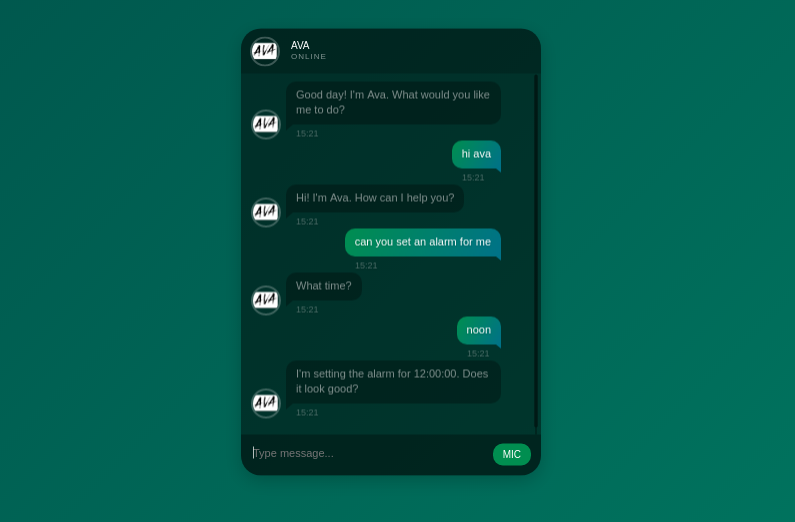 AVA
AVA
ONLINE
Good day! I'm Ava. What would you like
me to do?
AVA
15:21
hi ava
15:21
Hi! I'm Ava. How can I help you?
AVA
15:21
can you set an alarm for me
15:21
What time?
AVA
15:21
noon
15:21
I'm setting the alarm for 12:00:00. Does
it look good?
AVA
15:21
Type message...
MIC